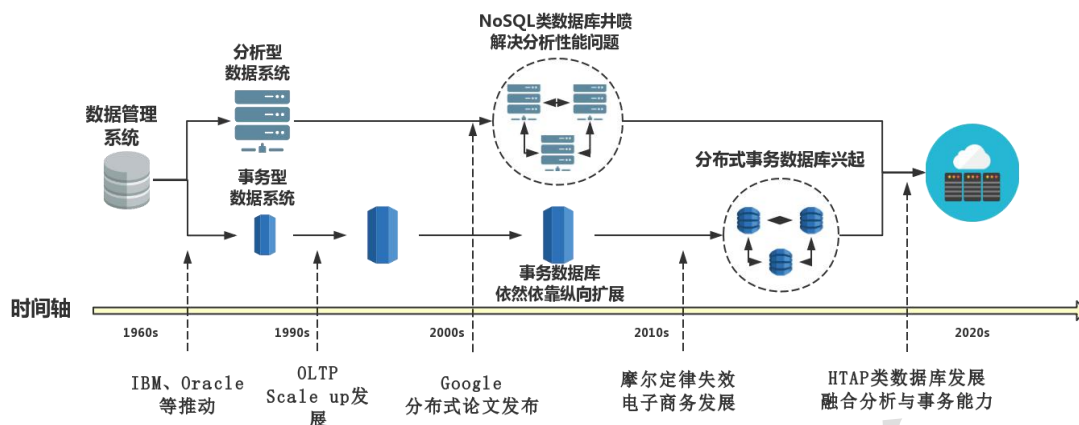 NoSQL类数据库井喷
解决分析性能问题
分析型
数据系统
数据管理
系统
事务型
数据系统
分布式事务数据库兴起
事务数据库
依然依靠纵向扩展
时间轴
1960s
1990s
2000s
2010s
2020s
IBM、Oracle
等推动
OLTP
Scale up发
展
Google
分布式论文发布
摩尔定律失效
电子商务发展
HTAP类数据库发展
融合分析与事务能力